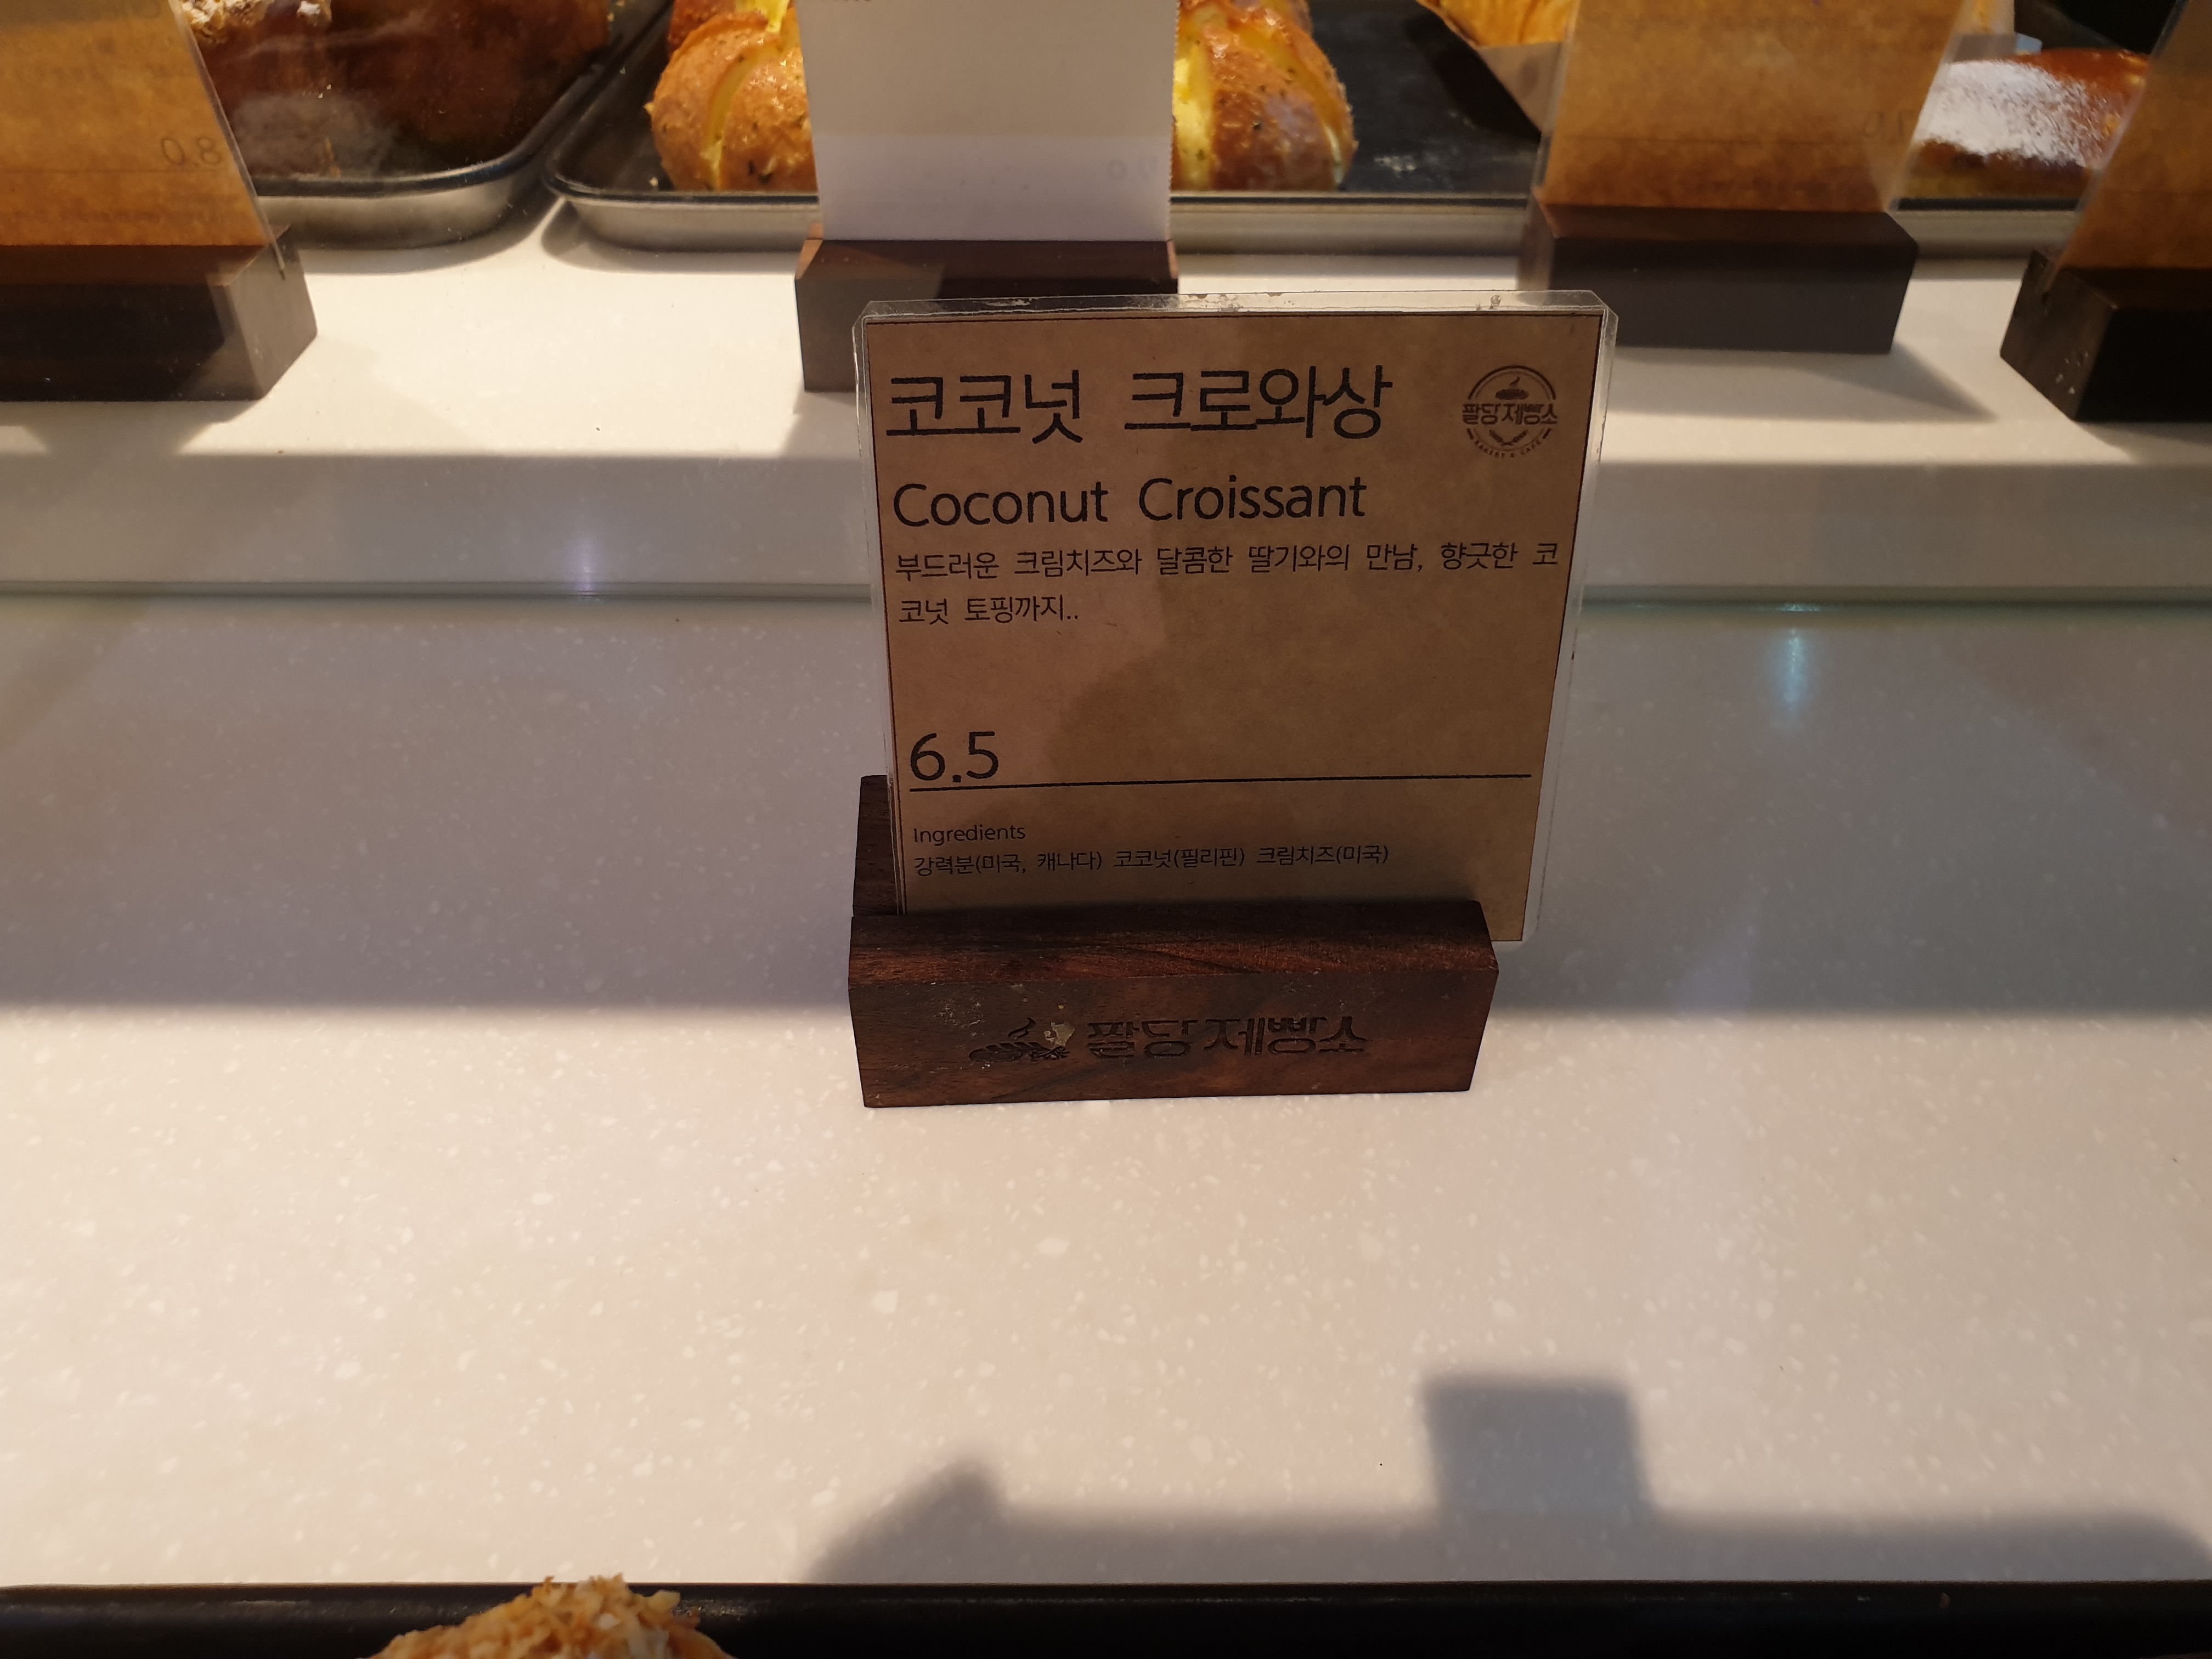 코코넛 크로와상
팔당제빵소
BAKERY & CAFE
Coconut Croissant
부드러운 크림치즈와 달콤한 딸기와의 만남, 향긋한 코
코넛 토핑까지..
6.5
Ingredients
강력분(미국, 캐나다) 코코넛(필리핀) 크림치즈(미국)
팔당제빵소